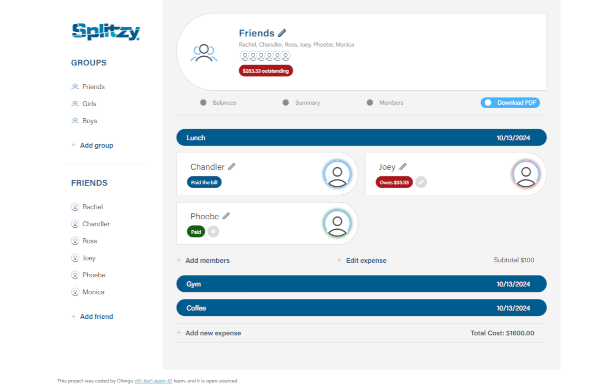 Splitzy
GROUPS
Friends
Girls
Boys
+ Add group
FRIENDS
Rachel
Chandler
Ross
Joey
Phoebe
Monica
+ Add friend
Friends
Rachel, Chandler, Ross, Joey, Phoebe, Monica
$283.33 outstanding
Balances
Summary
Members
Download PDF
Lunch 10/13/2024
Chandler
Paid the bill
Joey
Owes $33.33
Phoebe
Paid
+ Add members
+ Edit expense
Subtotal $100
Gym 10/13/2024
Coffee 10/13/2024
+ Add new expense
Total Cost: $1600.00
This project was coded by Chingu team, and it is open-sourced